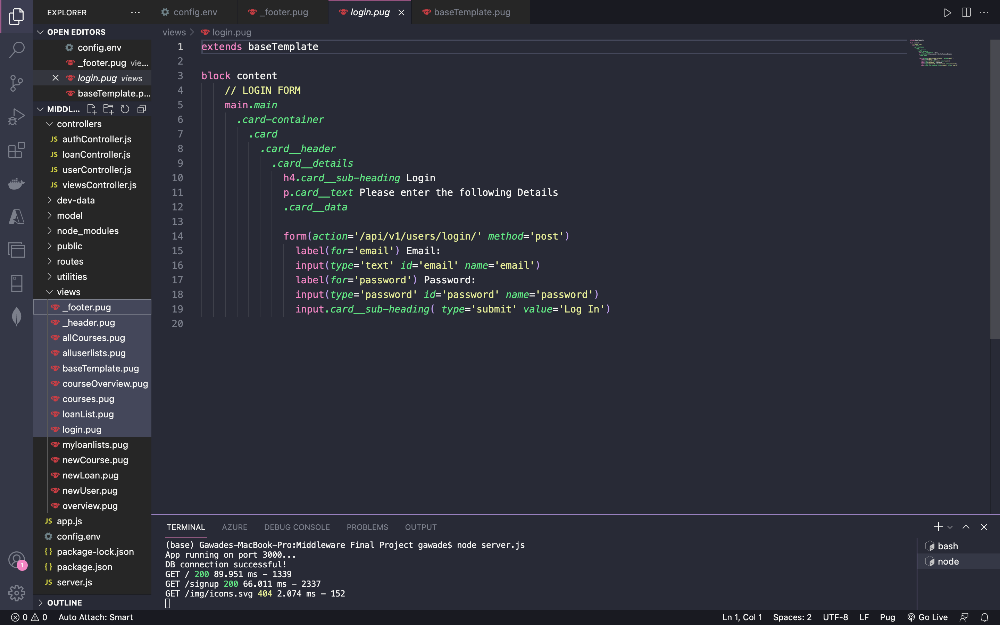 EXPLORER
config.env
_footer.pug
login.pug
baseTemplate.pug
OPEN EDITORS
config.env
_footer.pug vie...
login.pug views
baseTemplate.p...
MIDDL...
controllers
JS authController.js
JS loanController.js
JS userController.js
JS viewsController.js
dev-data
model
node_modules
public
routes
utilities
views
_footer.pug
_header.pug
allCourses.pug
alluserlists.pug
baseTemplate.pug
courseOverview.pug
courses.pug
loanList.pug
login.pug
myloanlists.pug
newCourse.pug
newLoan.pug
newUser.pug
overview.pug
JS app.js
config.env
{} package-lock.json
{} package.json
JS server.js
OUTLINE
1
views > login.pug
1 extends baseTemplate
2
3 block content
4 // LOGIN FORM
5 main.main
6 .card-container
7 .card
8 .card__header
9 .card__details
10 h4.card__sub-heading Login
11 p.card__text Please enter the following Details
12 .card__data
13
14 form(action='/api/v1/users/login/' method='post')
15 label(for='email') Email:
16 input(type='text' id='email' name='email')
17 label(for='password') Password:
18 input(type='password' id='password' name='password')
19 input.card__sub-heading( type='submit' value='Log In')
20
TERMINAL AZURE DEBUG CONSOLE PROBLEMS OUTPUT
(base) Gawades-MacBook-Pro:Middleware Final Project gawade$ node server.js
App running on port 3000...
DB connection successful!
GET / 200 89.951 ms - 1339
GET /signup 200 66.011 ms - 2337
GET /img/icons.svg 404 2.074 ms - 152
bash
node
0 0 Auto Attach: Smart
Ln 1, Col 1 Spaces: 2 UTF-8 LF Pug Go Live